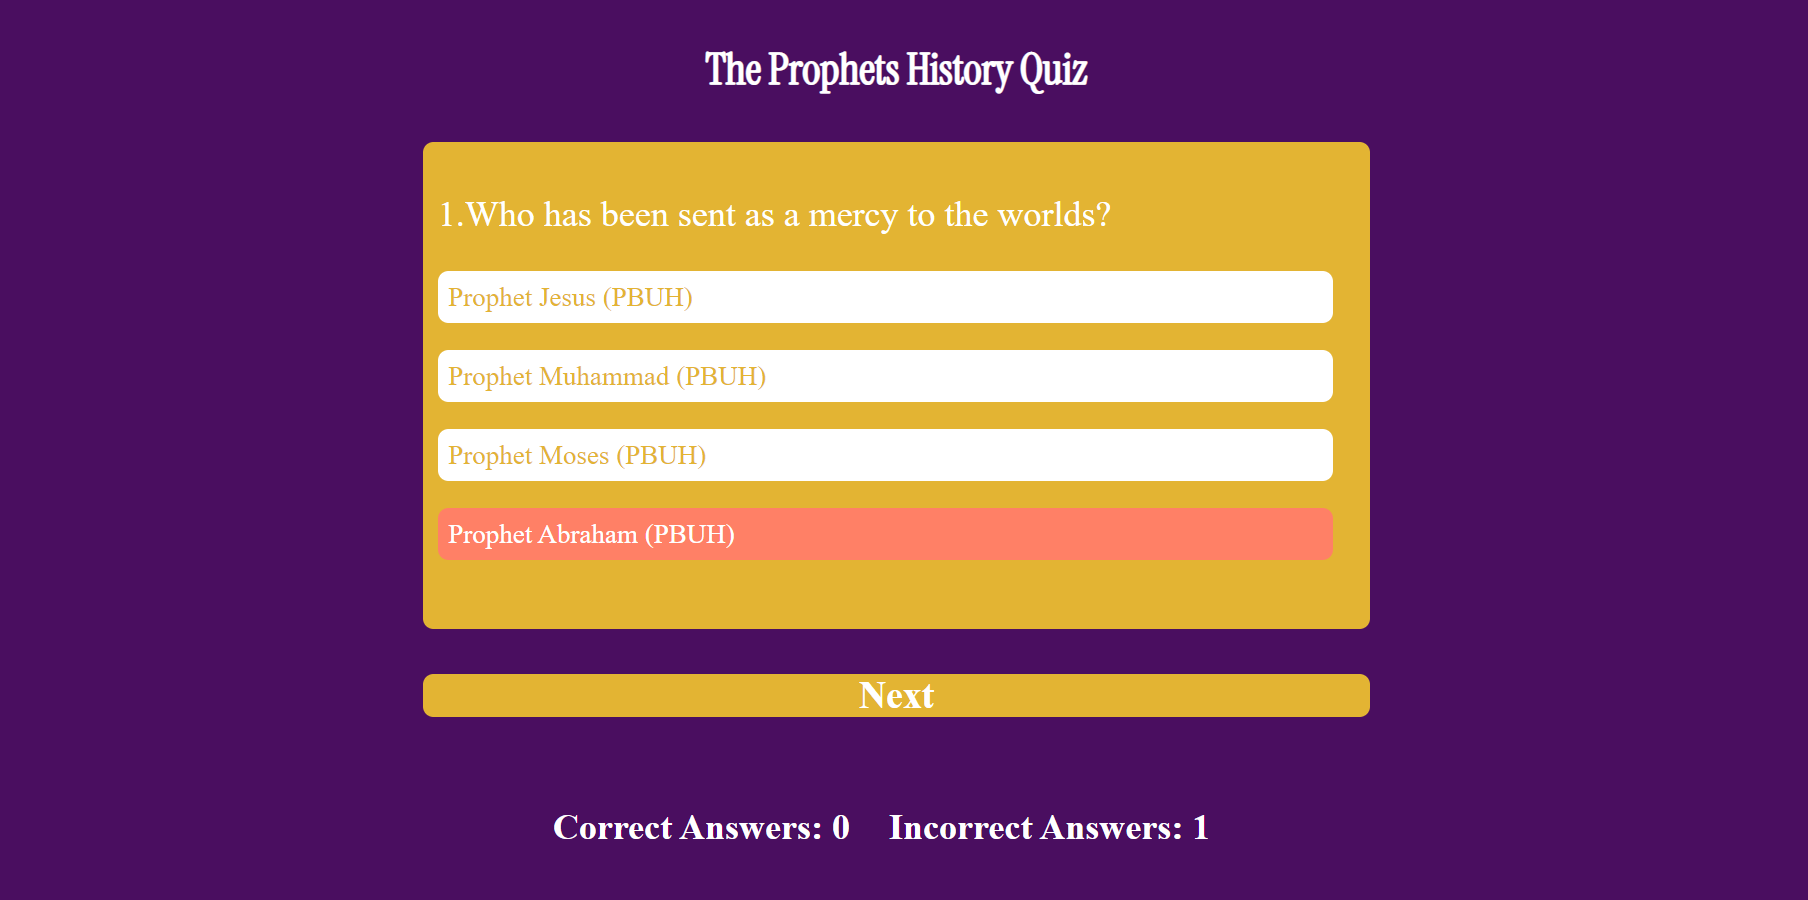 The Prophets History Quiz
1.Who has been sent as a mercy to the worlds?
Prophet Jesus (PBUH)
Prophet Muhammad (PBUH)
Prophet Moses (PBUH)
Prophet Abraham (PBUH)
Next
Correct Answers: 0 Incorrect Answers: 1